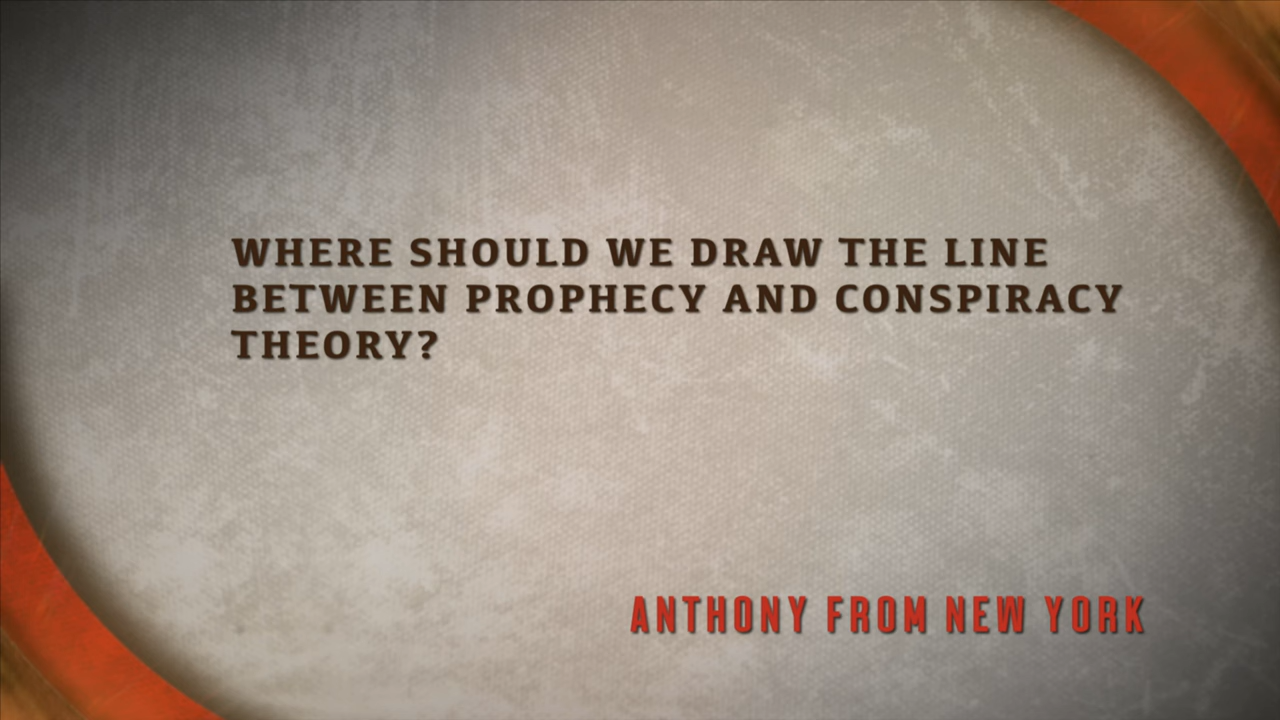 WHERE SHOULD WE DRAW THE LINE
BETWEEN PROPHECY AND CONSPIRACY
THEORY?
ANTHONY FROM NEW YORK